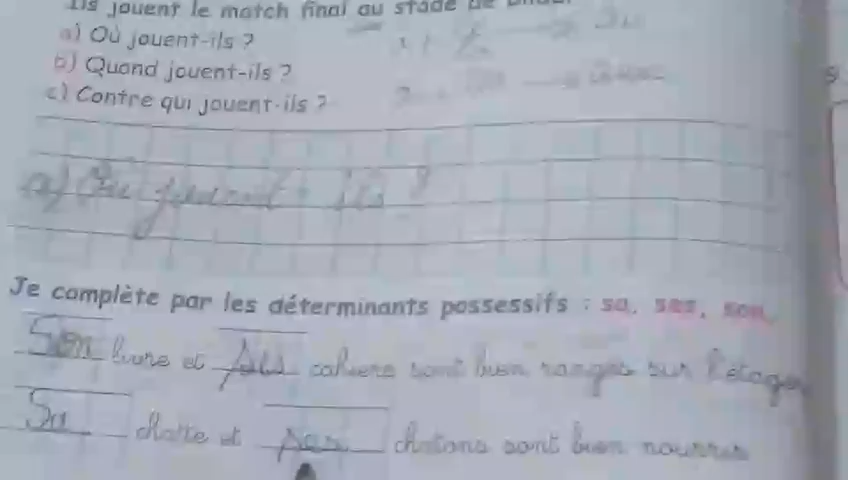 Ils jouent le match final au stade de
a) Où jouent-ils ?
b) Quand jouent-ils ?
c) Contre qui jouent-ils ?
a) Où jouent-ils ?
Je complète par les déterminants possessifs : sa, ses, son.
Son livre et ses cahiers sont bien rangés sur l'étagère
Sa chatte et ses chatons sont bien nourris